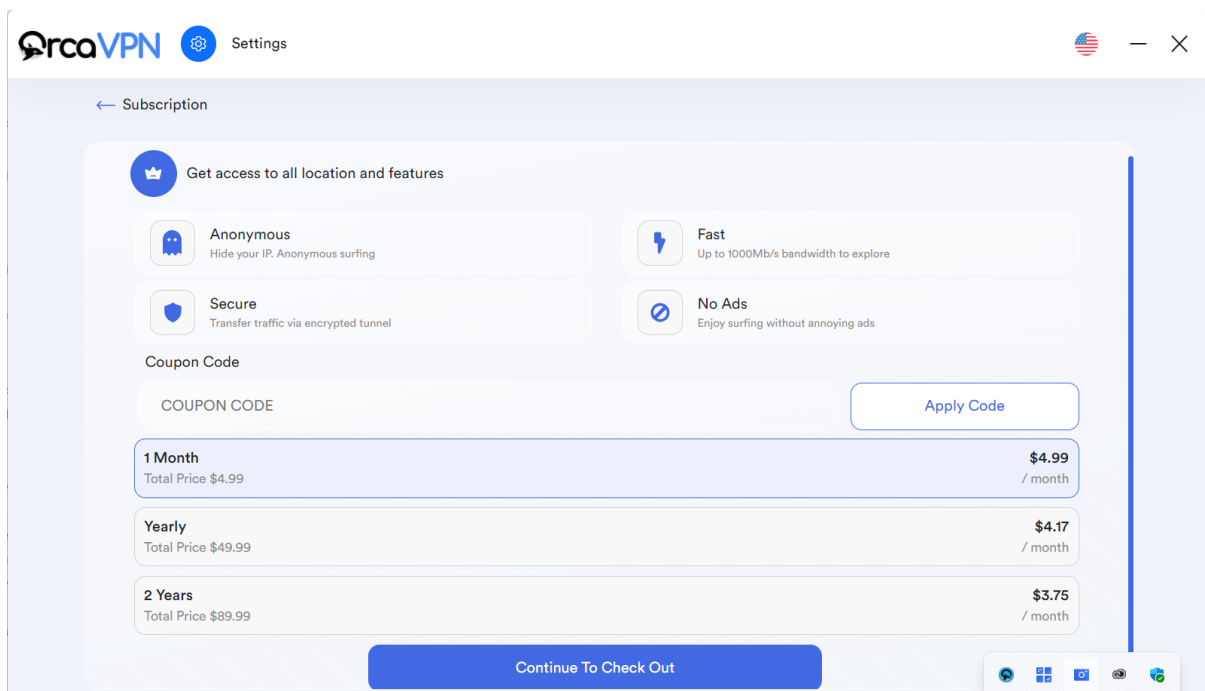 OrcaVPN
Settings
Subscription
Get access to all location and features
Anonymous
Hide your IP. Anonymous surfing
Fast
Up to 1000Mb/s bandwidth to explore
Secure
Transfer traffic via encrypted tunnel
No Ads
Enjoy surfing without annoying ads
Coupon Code
COUPON CODE
Apply Code
1 Month
$4.99
Total Price $4.99
/ month
Yearly
$4.17
Total Price $49.99
/ month
2 Years
$3.75
Total Price $89.99
/ month
Continue To Check Out